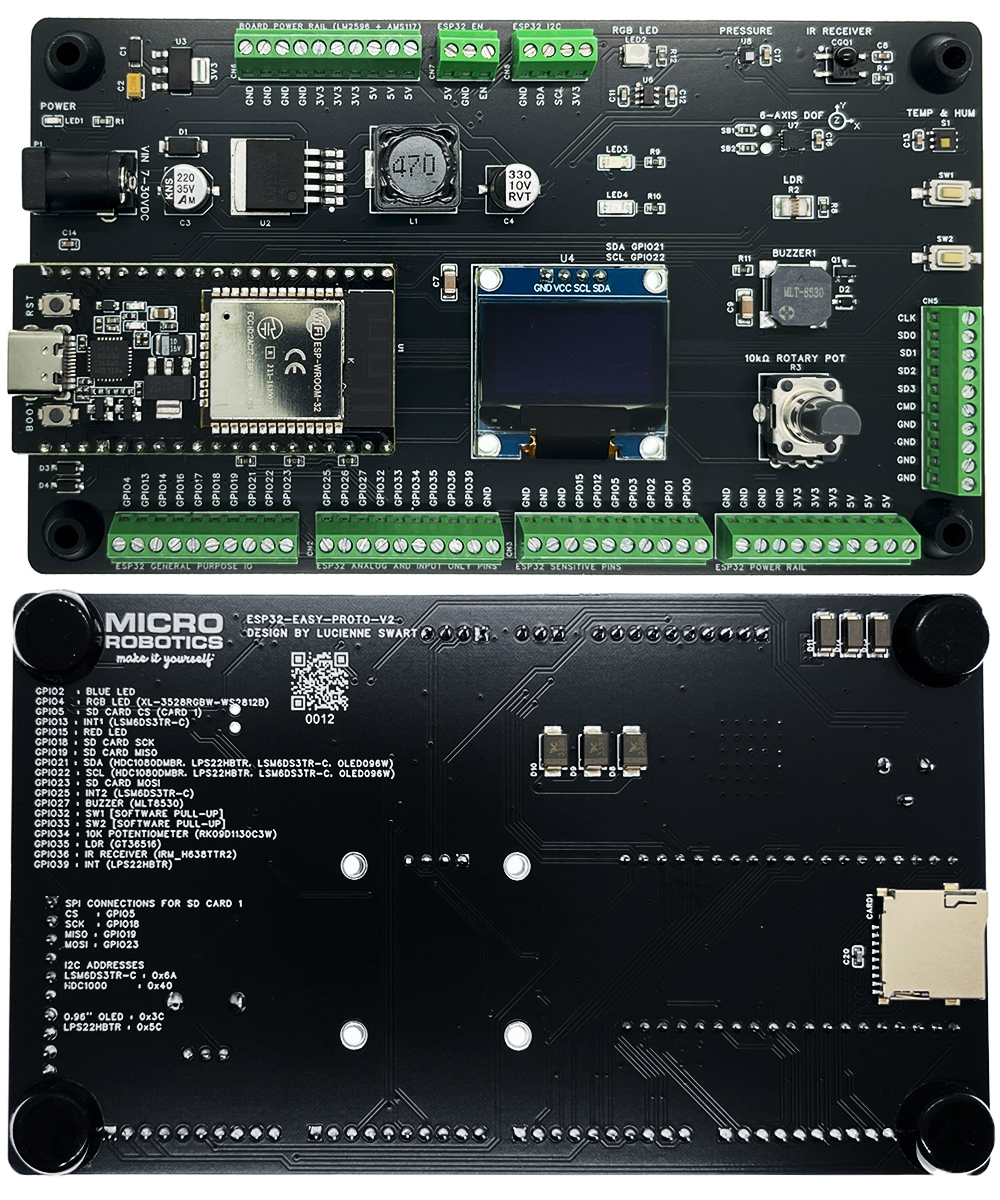 BOARD POWER RAIL (LM2596 + AMS117)
ESP32 EN
ESP32 I2C
RGB LED
LED2
PRESSURE
U8
IR RECEIVER
CGQ1
C1
U3
C2
3V3
CN6
GND GND GND GND 3V3 3V3 3V3 5V 5V 5V
CN7
5V GND EN
CN8
GND SDA SCL 3V3
R12
C17
C8
R4
U6
C11
C12
POWER
LED1
R1
6-AXIS DOF
U7
Y
Z
X
SB1
SB2
C16
TEMP & HUM
S1
C13
P1
VIN 7-30VDC
D1
220
35V
KNS
C3
U2
470
L1
330
10V
RVT
C4
LED3
R9
LED4
R10
LDR
R2
R8
SW1
SW2
C14
SDA GPIO21
SCL GPIO22
U4
GND VCC SCL SDA
C7
R11
BUZZER1
Q1
MLT-8530
D2
C9
RST
BOOT
WiFi
ESP-WROOM-32
CE
U1
10kΩ ROTARY POT
R3
CN5
CLK
SD0
SD1
SD2
SD3
CMD
GND
GND
GND
GND
D3
D4
GPIO4 GPIO13 GPIO14 GPIO16 GPIO17 GPIO18 GPIO19 GPIO21 GPIO22 GPIO23
GPIO25 GPIO26 GPIO27 GPIO32 GPIO33 GPIO34 GPIO35 GPIO36 GPIO39 GND
GND GND GND GPIO15 GPIO12 GPIO5 GPIO3 GPIO2 GPIO1 GPIO0
GND GND GND GND 3V3 3V3 3V3 5V 5V 5V
CN2
CN3
ESP32 GENERAL PURPOSE IO
ESP32 ANALOG AND INPUT ONLY PINS
ESP32 SENSITIVE PINS
ESP32 POWER RAIL
MICRO
ROBOTICS
make it yourself
ESP32-EASY-PROTO-V2
DESIGN BY LUCIENNE SWART
0012
D11
GPIO2 : BLUE LED
GPIO4 : RGB LED (XL-3528RGBW-WS2812B)
GPIO5 : SD CARD CS (CARD 1)
GPIO13 : INT1 (LSM6DS3TR-C)
GPIO15 : RED LED
GPIO18 : SD CARD SCK
GPIO19 : SD CARD MISO
GPIO21 : SDA (HDC1080DMBR, LPS22HBTR, LSM6DS3TR-C, OLED096W)
GPIO22 : SCL (HDC1080DMBR, LPS22HBTR, LSM6DS3TR-C, OLED096W)
GPIO23 : SD CARD MOSI
GPIO25 : INT2 (LSM6DS3TR-C)
GPIO27 : BUZZER (MLT8530)
GPIO32 : SW1 [SOFTWARE PULL-UP]
GPIO33 : SW2 [SOFTWARE PULL-UP]
GPIO34 : 10K POTENTIOMETER (RK09D1130C3W)
GPIO35 : LDR (GT36516)
GPIO36 : IR RECEIVER (IRM_H638TTR2)
GPIO39 : INT (LPS22HBTR)
D10
D9
D8
SPI CONNECTIONS FOR SD CARD 1
CS : GPIO5
SCK : GPIO18
MISO : GPIO19
MOSI : GPIO23
I2C ADDRESSES
LSM6DS3TR-C : 0x6A
HDC1000 : 0x40
0.96" OLED : 0x3C
LPS22HBTR : 0x5C
CARD1
C20